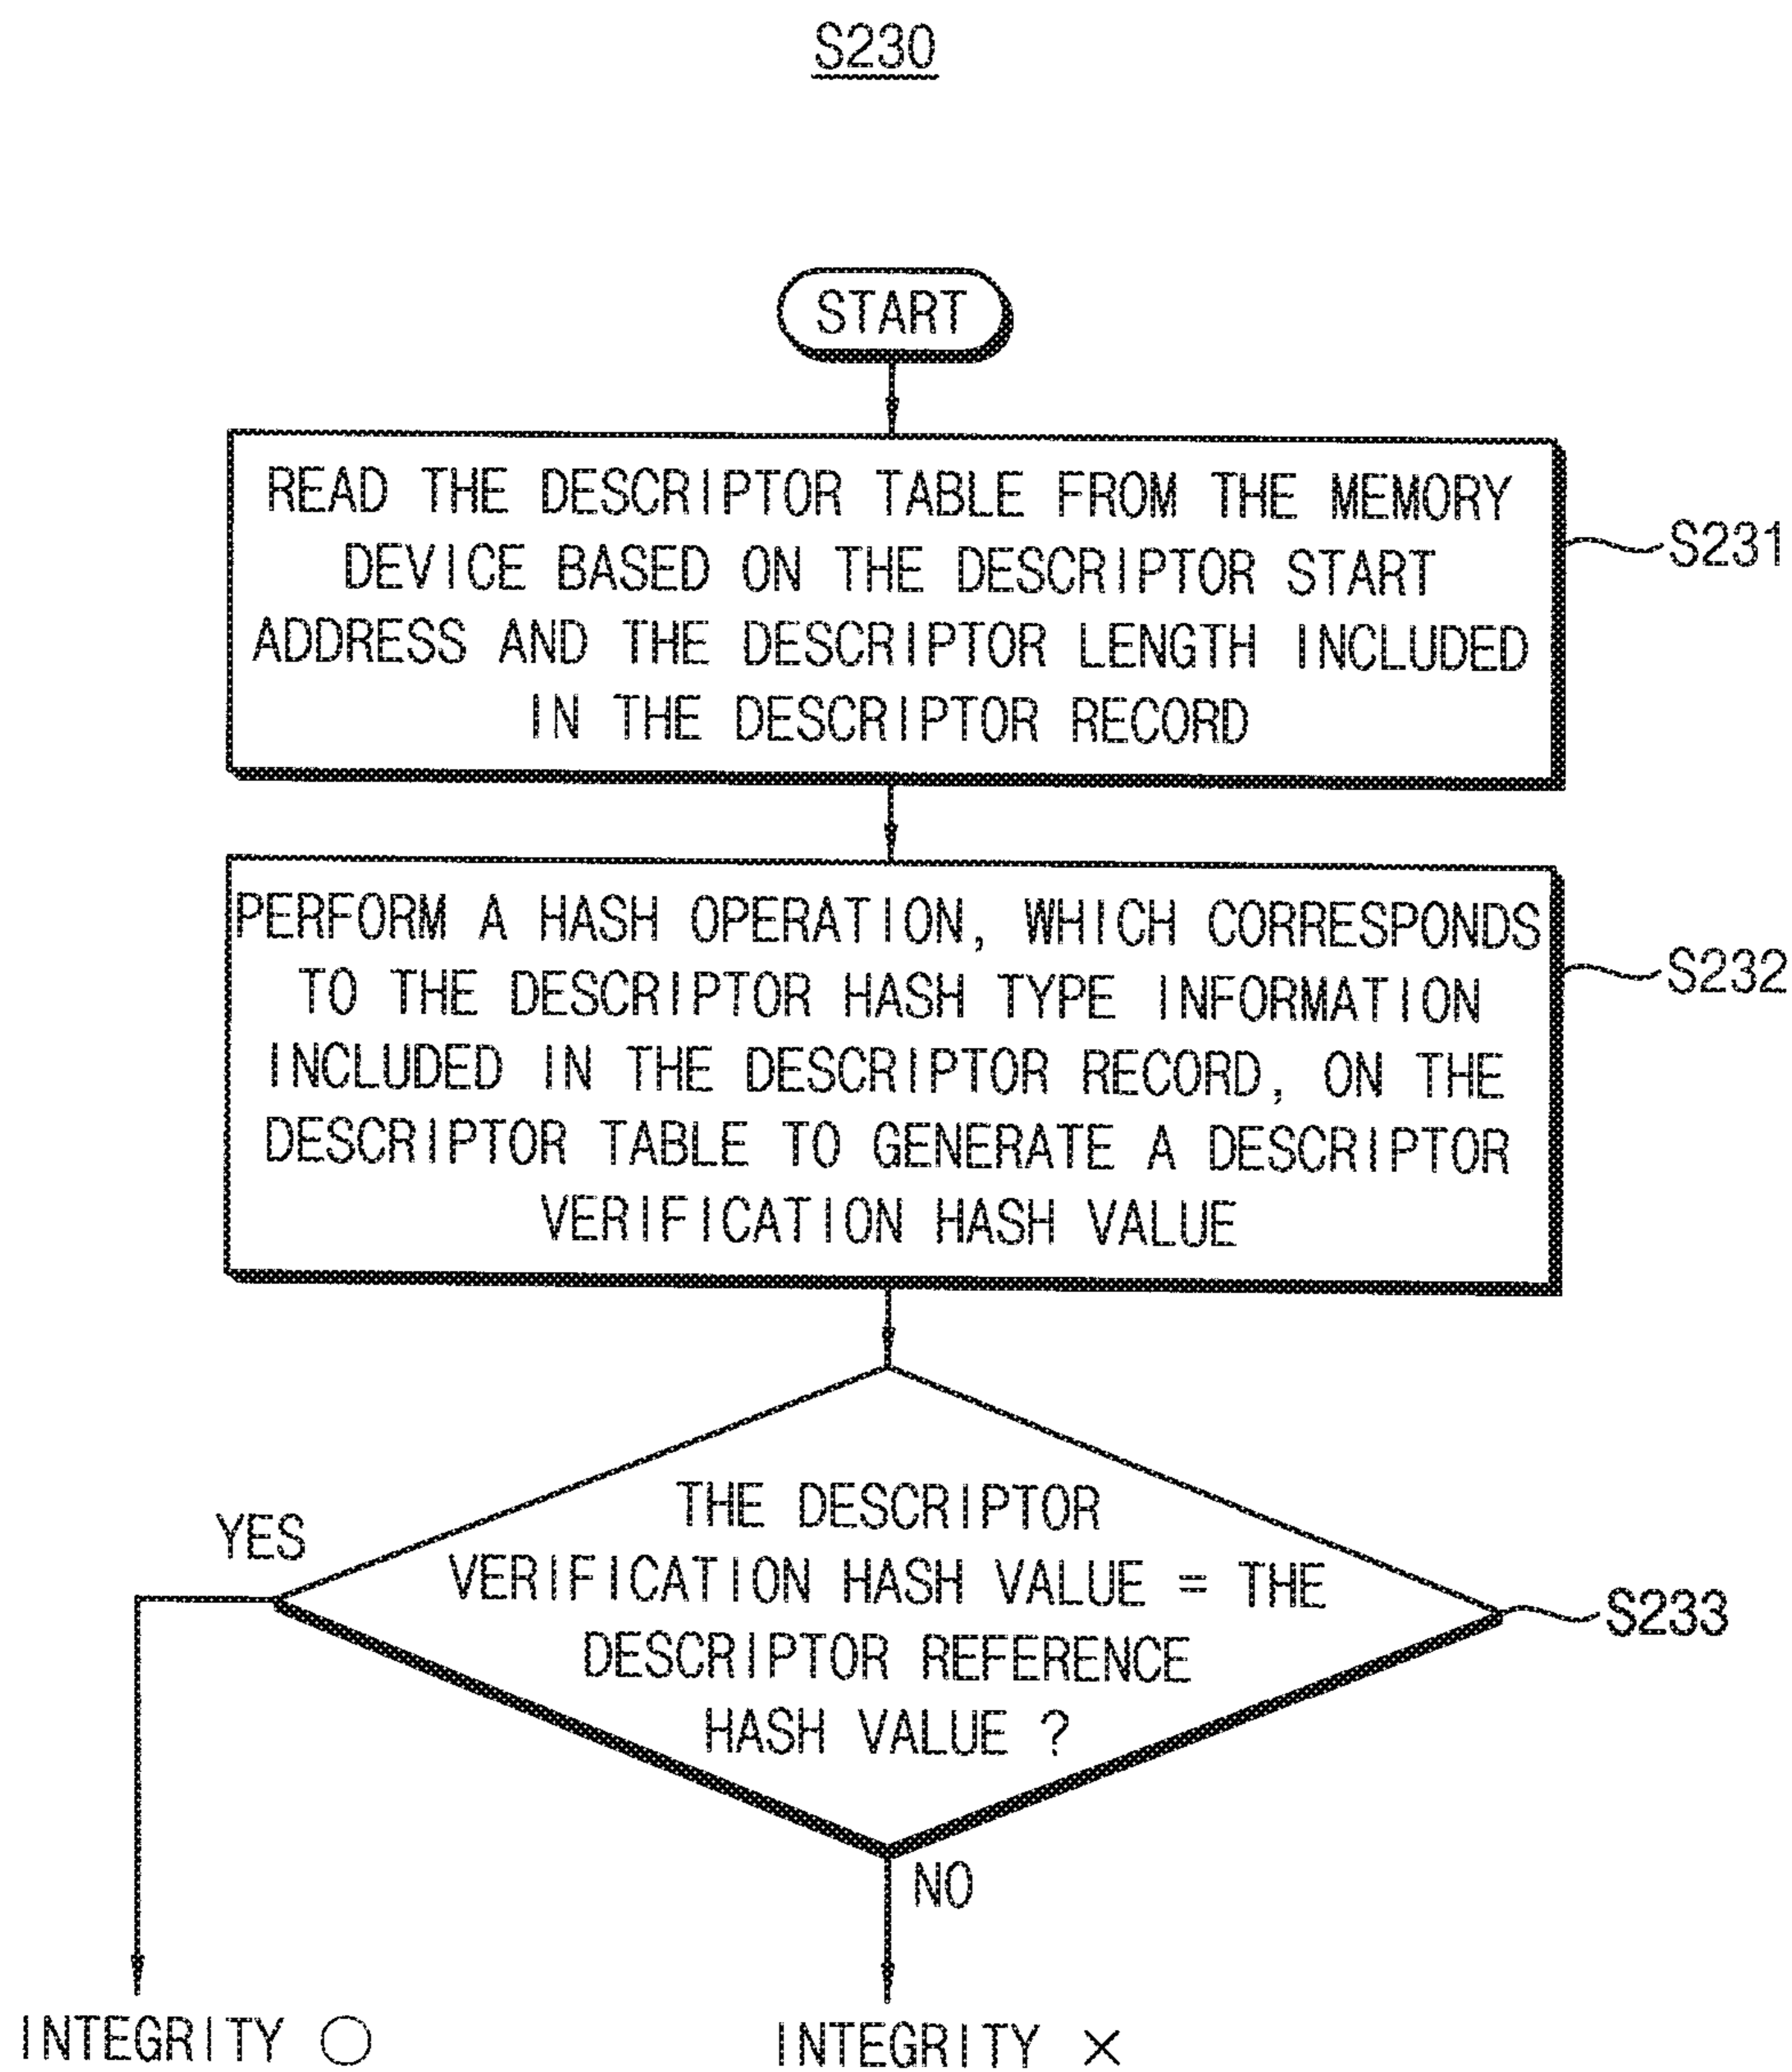 S230
START
READ THE DESCRIPTOR TABLE FROM THE MEMORY
DEVICE BASED ON THE DESCRIPTOR START
ADDRESS AND THE DESCRIPTOR LENGTH INCLUDED
IN THE DESCRIPTOR RECORD
S231
PERFORM A HASH OPERATION, WHICH CORRESPONDS
TO THE DESCRIPTOR HASH TYPE INFORMATION
INCLUDED IN THE DESCRIPTOR RECORD, ON THE
DESCRIPTOR TABLE TO GENERATE A DESCRIPTOR
VERIFICATION HASH VALUE
S232
THE DESCRIPTOR
VERIFICATION HASH VALUE = THE
DESCRIPTOR REFERENCE
HASH VALUE ?
S233
YES
NO
INTEGRITY ○
INTEGRITY ×